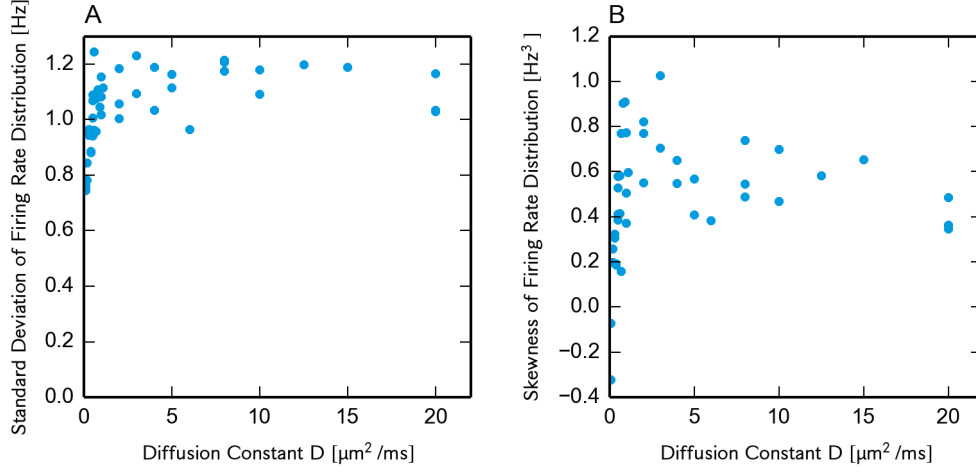 A
Standard Deviation of Firing Rate Distribution [Hz]
1.2
1.0
0.8
0.6
0.4
0.2
0.0
0 5 10 15 20
Diffusion Constant D [µm² /ms]
B
Skewness of Firing Rate Distribution [Hz³ ]
1.2
1.0
0.8
0.6
0.4
0.2
0.0
−0.2
−0.4
0 5 10 15 20
Diffusion Constant D [µm² /ms]